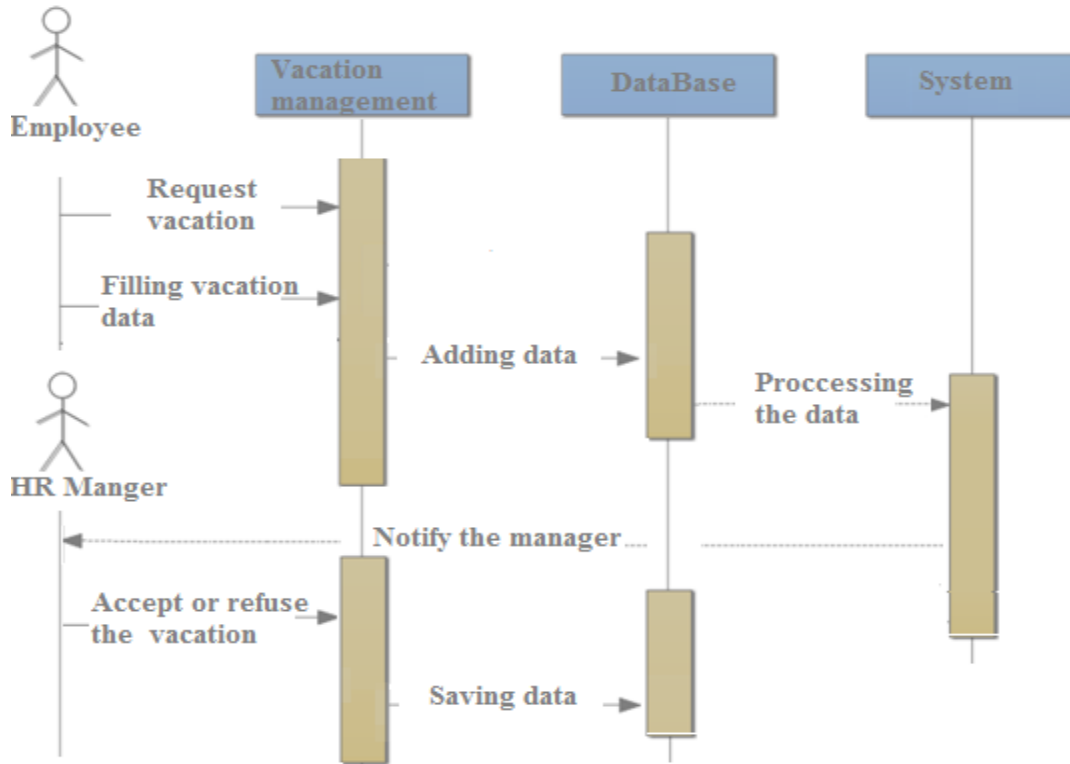 Employee
Vacation
management
DataBase
System
Request
vacation
Filling vacation
data
Adding data
Proccessing
the data
HR Manger
Notify the manager
Accept or refuse
the vacation
Saving data